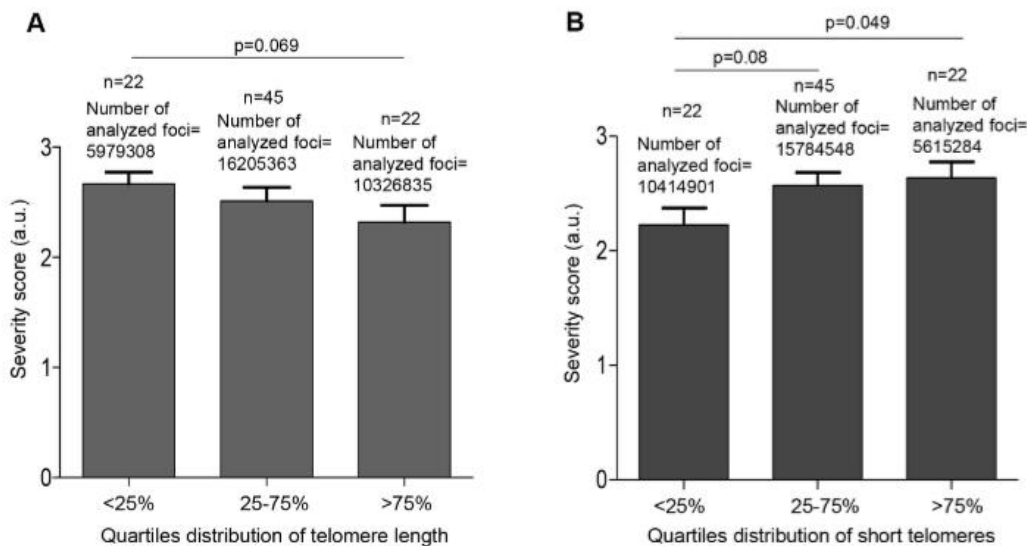 A
p=0.069
n=22
Number of
analyzed foci=
5979308
n=45
Number of
analyzed foci=
16205363
n=22
Number of
analyzed foci=
10326835
Severity score (a.u.)
3
2
1
0
<25%
25-75%
>75%
Quartiles distribution of telomere length
B
p=0.049
p=0.08
n=22
Number of
analyzed foci=
10414901
n=45
Number of
analyzed foci=
15784548
n=22
Number of
analyzed foci=
5615284
Severity score (a.u.)
3
2
1
0
<25%
25-75%
>75%
Quartiles distribution of short telomeres